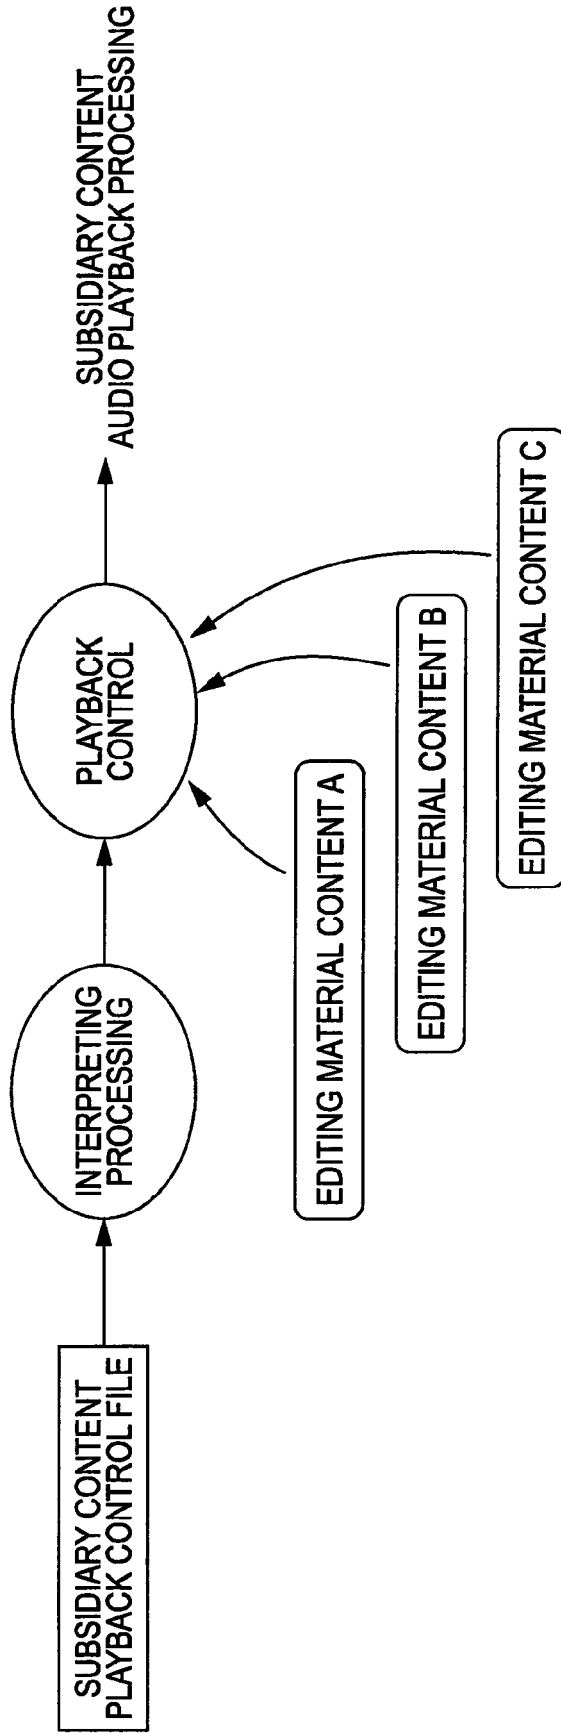 SUBSIDIARY CONTENT
PLAYBACK CONTROL FILE
INTERPRETING
PROCESSING
PLAYBACK
CONTROL
SUBSIDIARY CONTENT
AUDIO PLAYBACK PROCESSING
EDITING MATERIAL CONTENT A
EDITING MATERIAL CONTENT B
EDITING MATERIAL CONTENT C